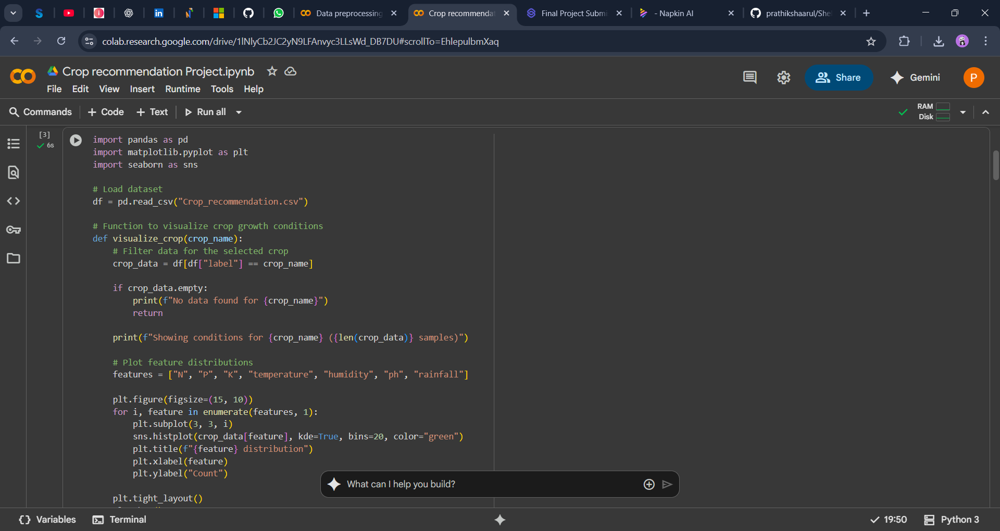 Data preprocessing
Crop recommendat
Final Project Submi
- Napkin AI
prathikshaarul/She
colab.research.google.com/drive/1lNlyCb2JC2yN9LFAnvyc3LLsWd_DB7DU#scrollTo=EhlepulbmXaq
Crop recommendation Project.ipynb
Share
Gemini
P
File Edit View Insert Runtime Tools Help
Commands + Code + Text Run all
RAM
Disk
[3]
6s
import pandas as pd
import matplotlib.pyplot as plt
import seaborn as sns
# Load dataset
df = pd.read_csv("Crop_recommendation.csv")
# Function to visualize crop growth conditions
def visualize_crop(crop_name):
# Filter data for the selected crop
crop_data = df[df["label"] == crop_name]
if crop_data.empty:
print(f"No data found for {crop_name}")
return
print(f"Showing conditions for {crop_name} ({len(crop_data)} samples)")
# Plot feature distributions
features = ["N", "P", "K", "temperature", "humidity", "ph", "rainfall"]
plt.figure(figsize=(15, 10))
for i, feature in enumerate(features, 1):
plt.subplot(3, 3, i)
sns.histplot(crop_data[feature], kde=True, bins=20, color="green")
plt.title(f"{feature} distribution")
plt.xlabel(feature)
plt.ylabel("Count")
plt.tight_layout()
What can I help you build?
Variables
Terminal
19:50
Python 3